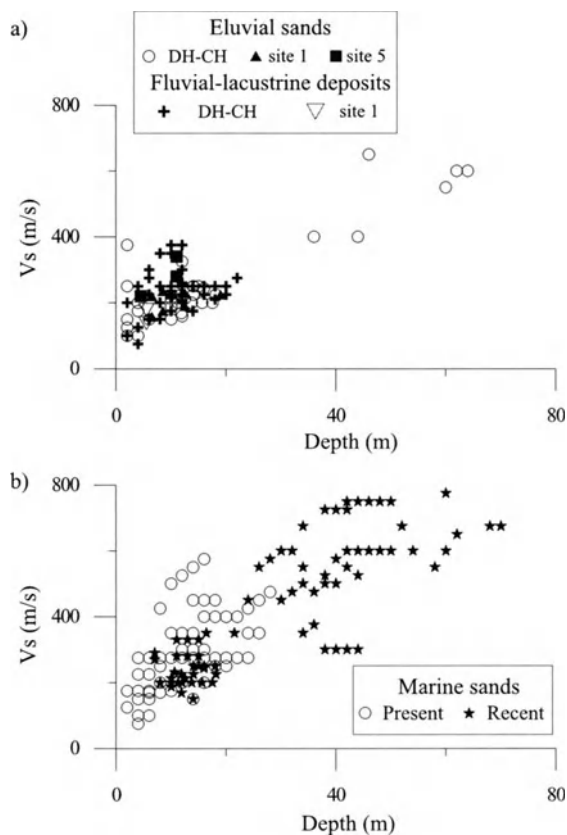 a)
Eluvial sands
DH-CH site 1 site 5
Fluvial-lacustrine deposits
DH-CH site 1
800
400
0
Vs (m/s)
0 40 80
Depth (m)
b)
800
400
0
Vs (m/s)
Marine sands
Present Recent
0 40 80
Depth (m)